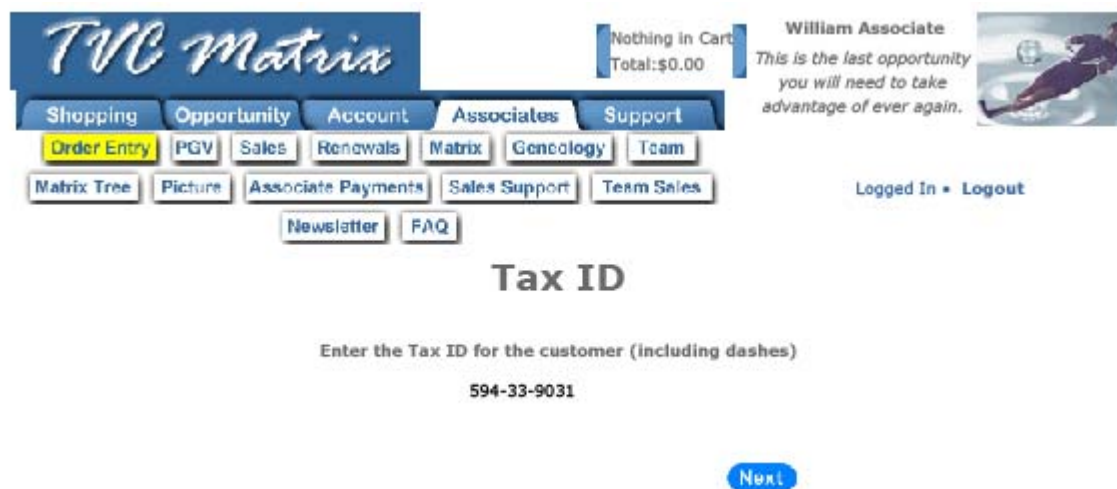 TVC Matrix
Nothing in Cart
Total:$0.00
William Associate
This is the last opportunity
you will need to take
advantage of ever again.
Shopping Opportunity Account Associates Support
Order Entry PGV Sales Renewals Matrix Geneology Team
Matrix Tree Picture Associate Payments Sales Support Team Sales
Logged In • Logout
Newsletter FAQ
Tax ID
Enter the Tax ID for the customer (including dashes)
594-33-9031
Next